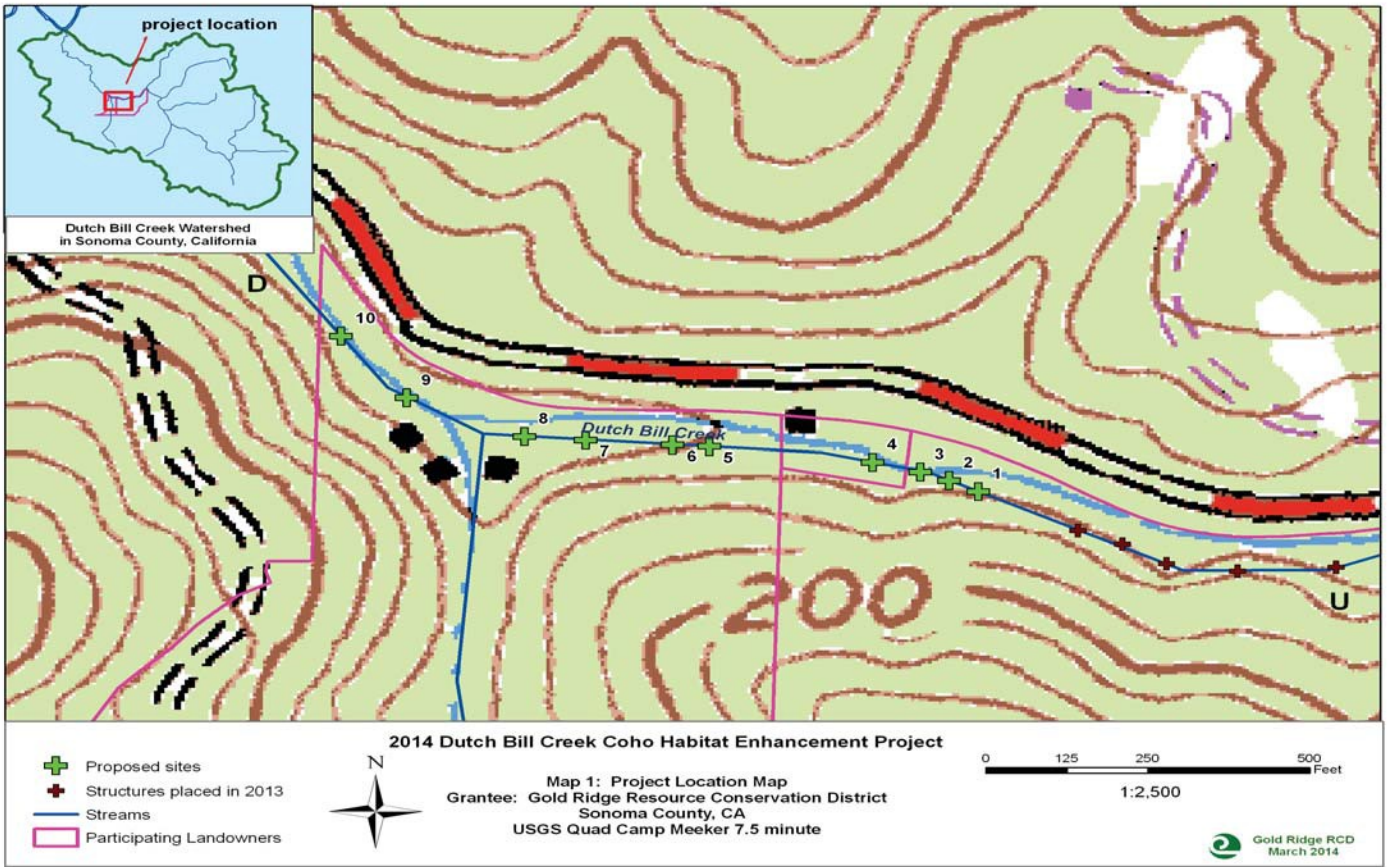 project location
Dutch Bill Creek Watershed
in Sonoma County, California
D
10
9
8
Dutch Bill Creek
7
6
5
4
3
2
1
200
U
2014 Dutch Bill Creek Coho Habitat Enhancement Project
Proposed sites
Structures placed in 2013
Streams
Participating Landowners
N
Map 1: Project Location Map
Grantee: Gold Ridge Resource Conservation District
Sonoma County, CA
USGS Quad Camp Meeker 7.5 minute
0 125 250 500
Feet
1:2,500
Gold Ridge RCD
March 2014